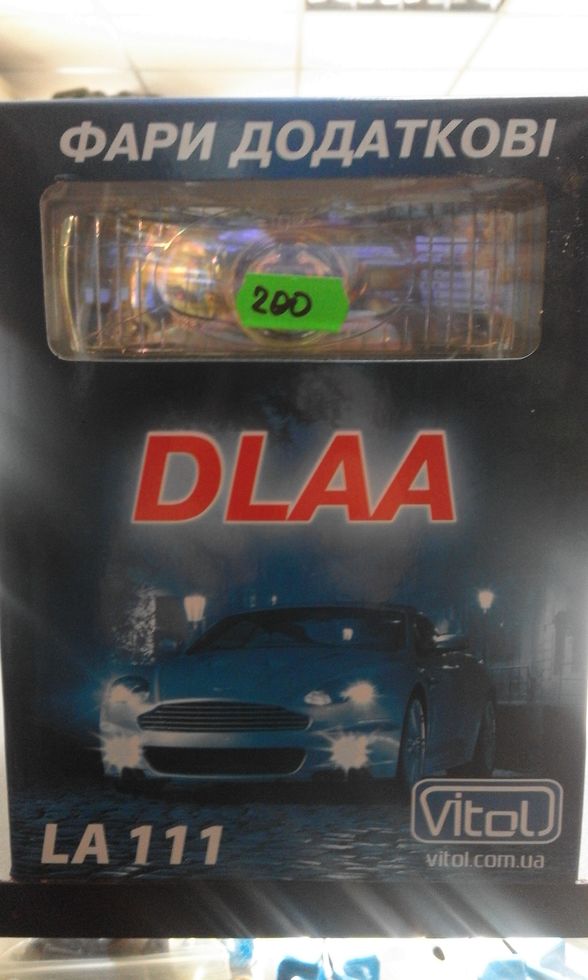 ФАРИ ДОДАТКОВІ
200
DLAA
LA 111
Vitol
vitol.com.ua